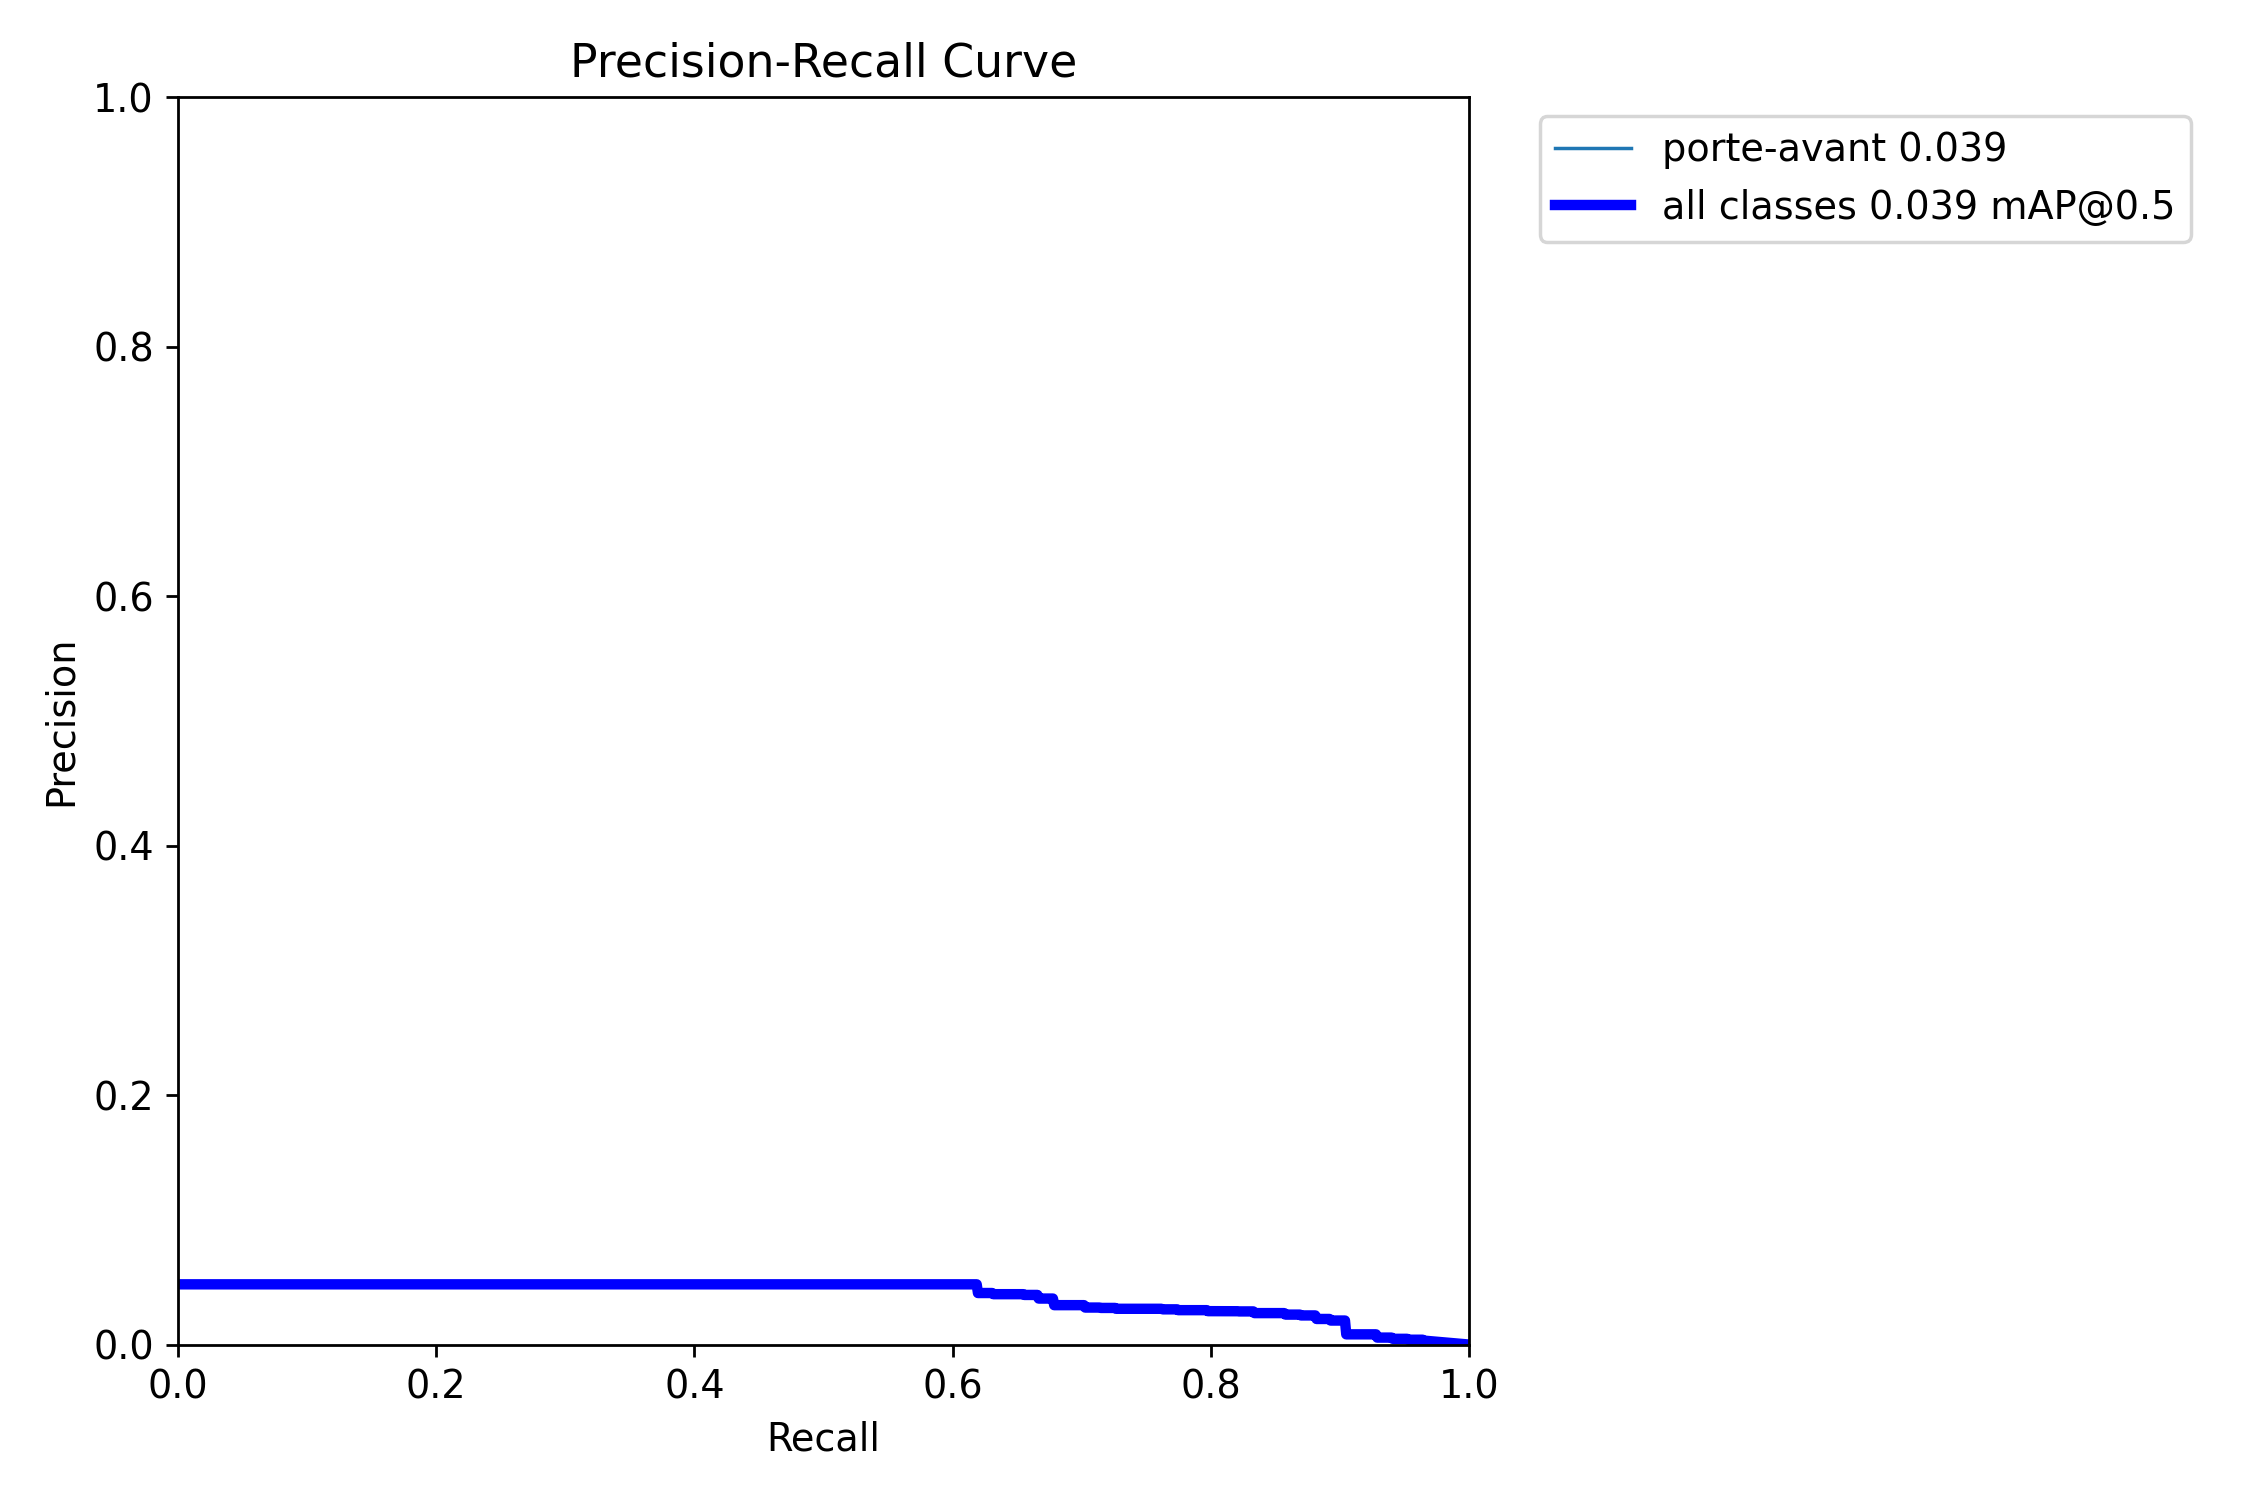 Precision-Recall Curve
1.0
0.8
0.6
0.4
0.2
0.0
Precision
0.0 0.2 0.4 0.6 0.8 1.0
Recall
porte-avant 0.039
all classes 0.039 mAP@0.5